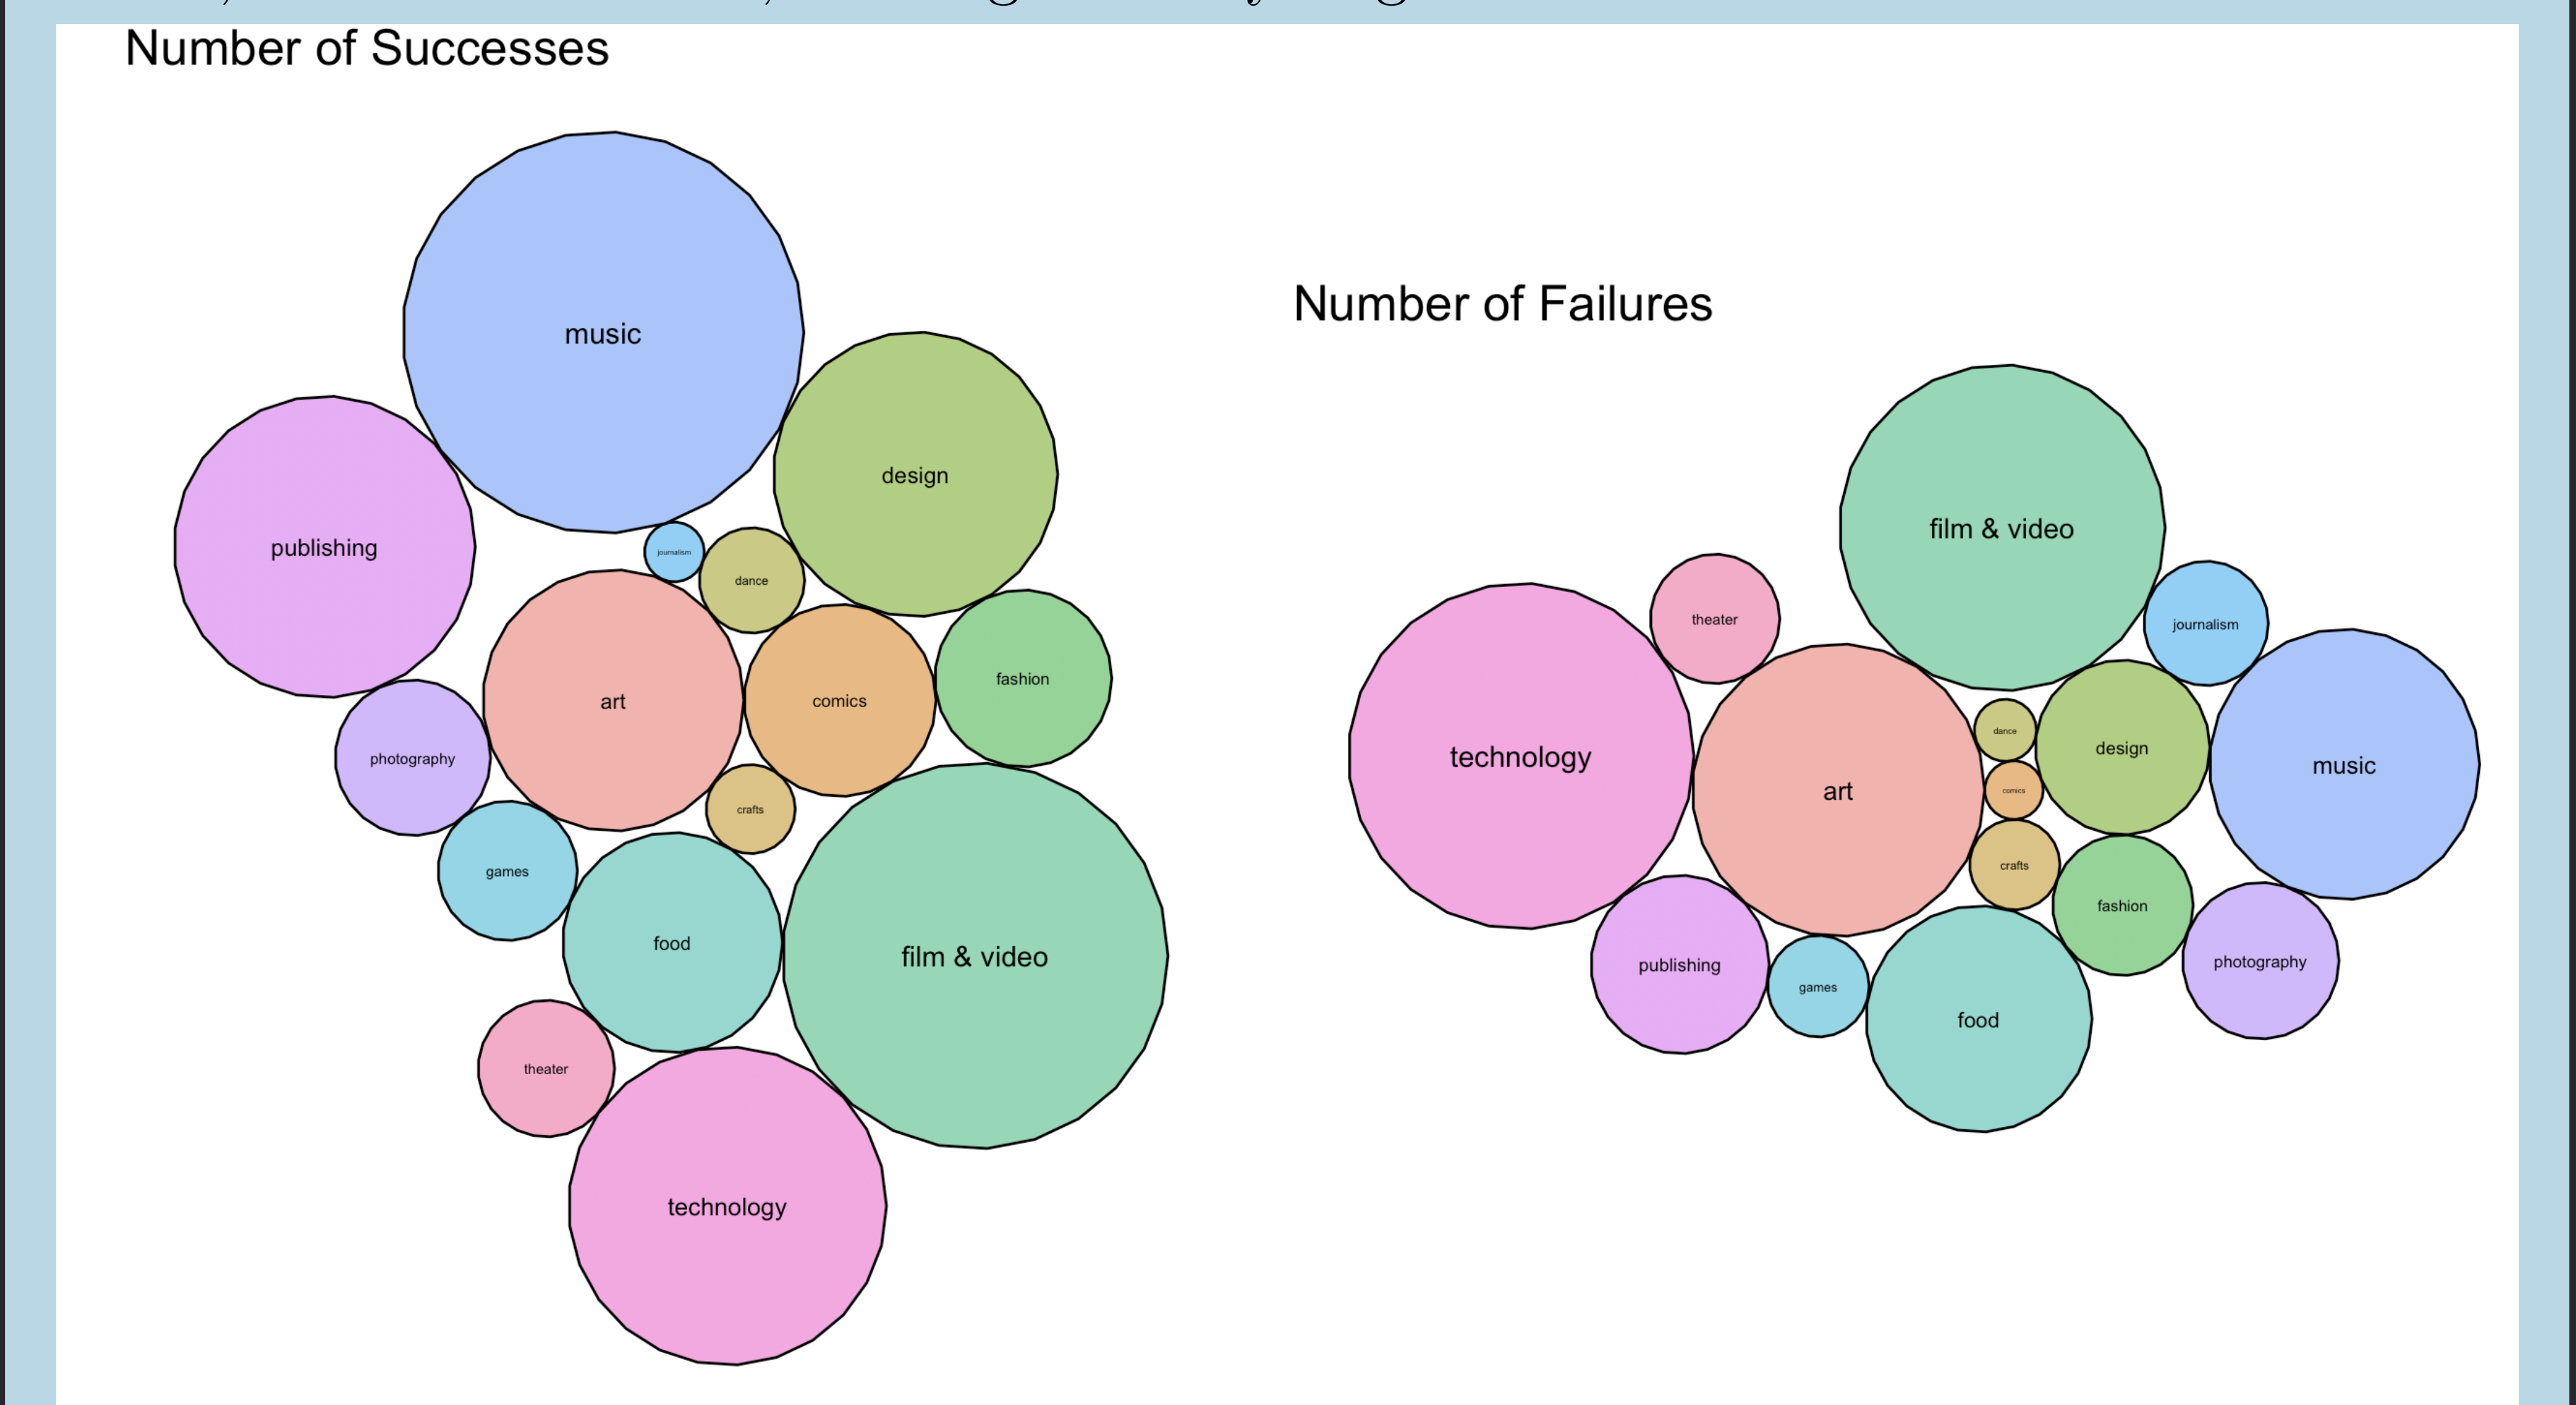 Number of Successes
music
design
publishing
journalism
dance
fashion
art
comics
photography
crafts
games
food
film & video
theater
technology
Number of Failures
film & video
theater
journalism
dance
design
technology
music
art
comics
crafts
fashion
photography
publishing
games
food